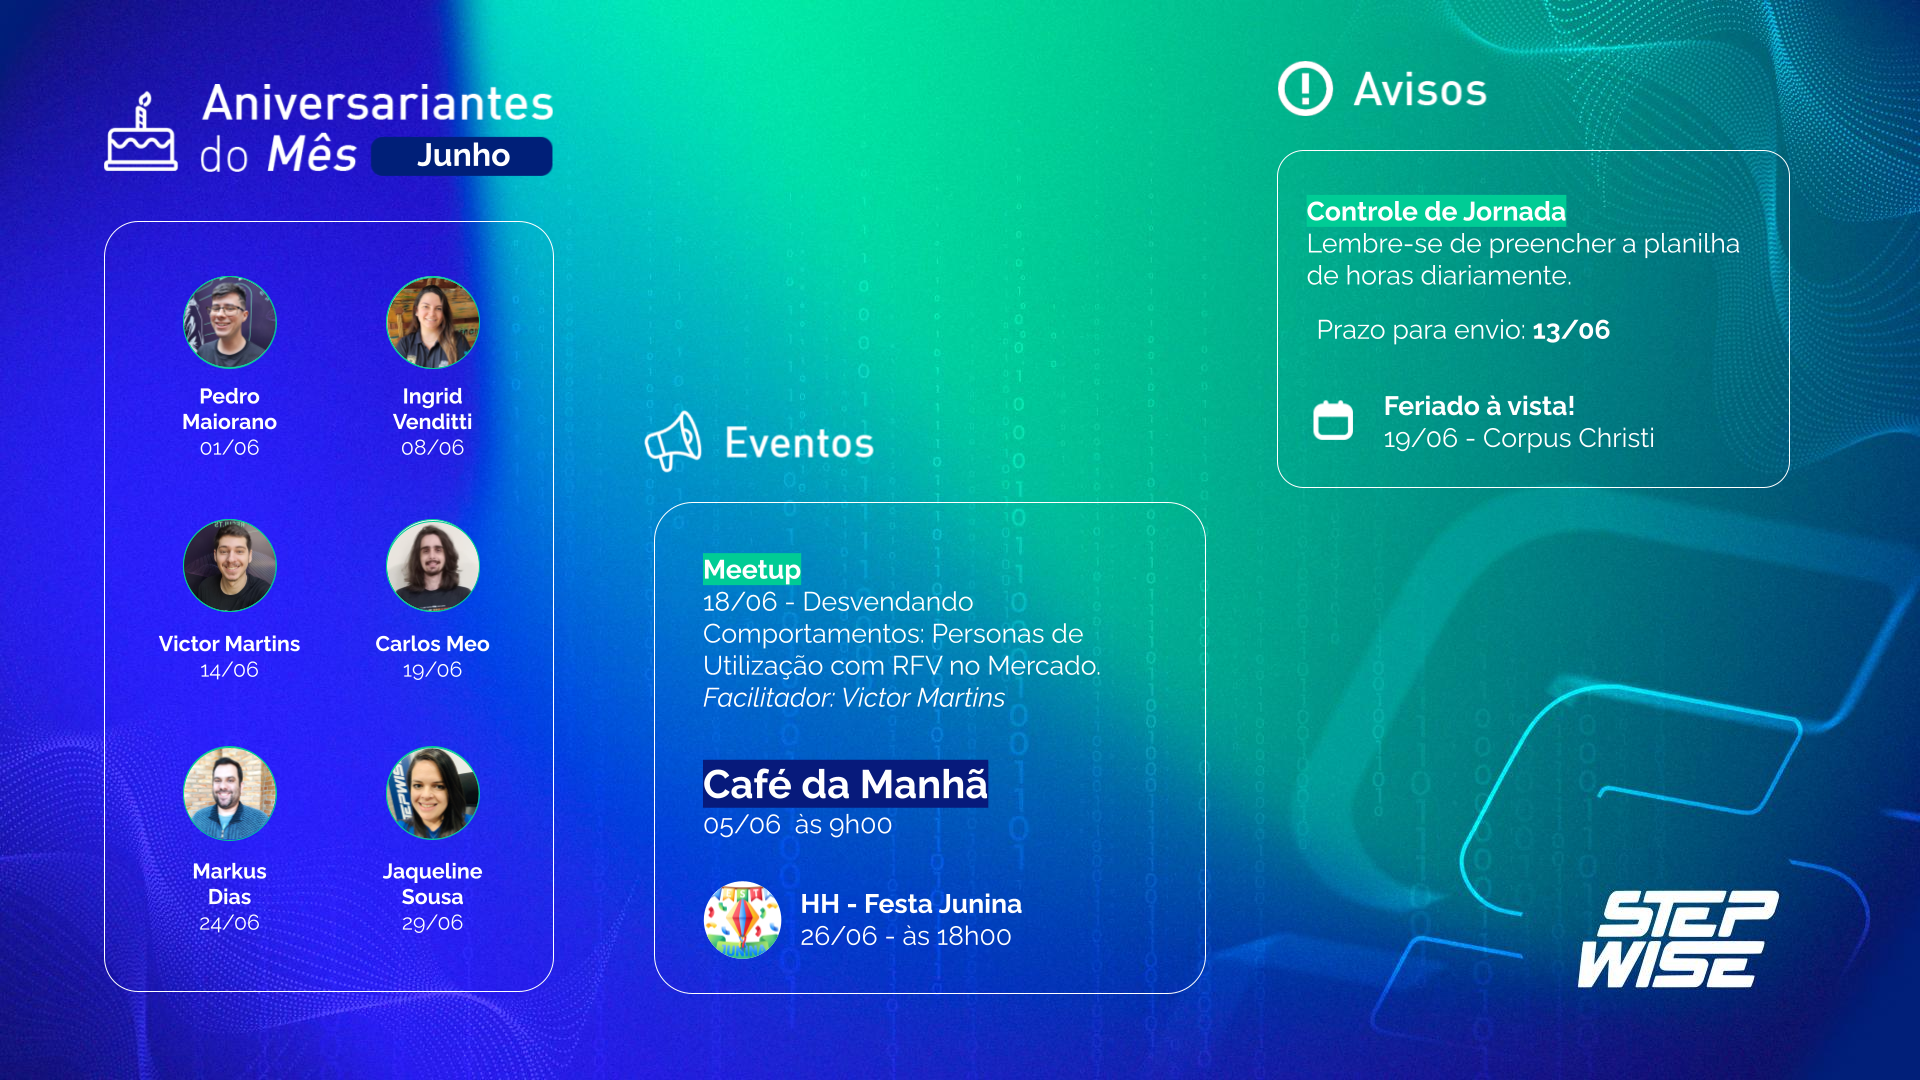 Aniversariantes
do Mês Junho
Pedro
Maiorano
01/06
Ingrid
Venditti
08/06
Victor Martins
14/06
Carlos Meo
19/06
Markus
Dias
24/06
Jaqueline
Sousa
29/06
Eventos
Meetup
18/06 - Desvendando
Comportamentos: Personas de
Utilização com RFV no Mercado.
Facilitador: Victor Martins
Café da Manhã
05/06 às 9h00
HH - Festa Junina
26/06 - às 18h00
Avisos
Controle de Jornada
Lembre-se de preencher a planilha
de horas diariamente.
Prazo para envio: 13/06
Feriado à vista!
19/06 - Corpus Christi
STEP
WISE